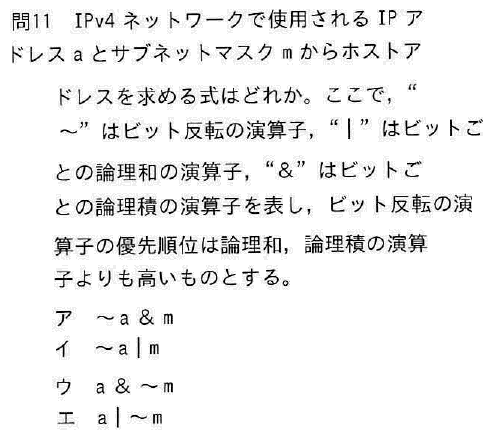 問11 IPv4 ネットワークで使用される IP ア
ドレス a とサブネットマスク m からホストア
ドレスを求める式はどれか。ここで，“
～” はビット反転の演算子，“|” はビットご
との論理和の演算子，“&” はビットご
との論理積の演算子を表し，ビット反転の演
算子の優先順位は論理和，論理積の演算
子よりも高いものとする。
ア ～a & m
イ ～a | m
ウ a & ～m
エ a | ～m